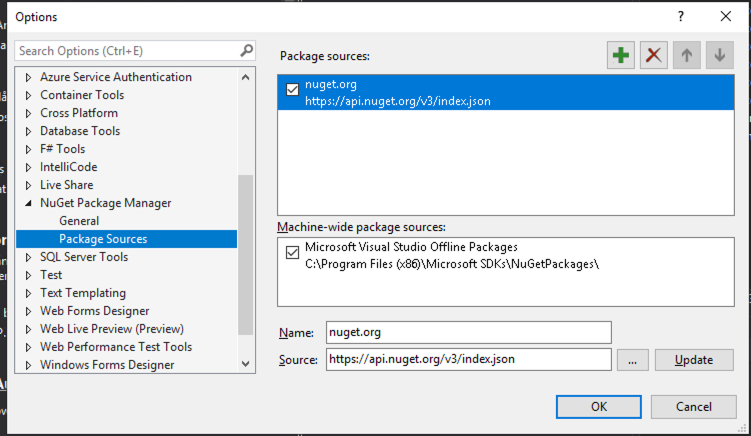 Options
? X
Search Options (Ctrl+E)
Azure Service Authentication
Container Tools
Cross Platform
Database Tools
F# Tools
IntelliCode
Live Share
NuGet Package Manager
General
Package Sources
SQL Server Tools
Test
Text Templating
Web Forms Designer
Web Live Preview (Preview)
Web Performance Test Tools
Windows Forms Designer
Package sources:
nuget.org
https://api.nuget.org/v3/index.json
Machine-wide package sources:
Microsoft Visual Studio Offline Packages
C:\Program Files (x86)\Microsoft SDKs\NuGetPackages\
Name: nuget.org
Source: https://api.nuget.org/v3/index.json ... Update
OK Cancel